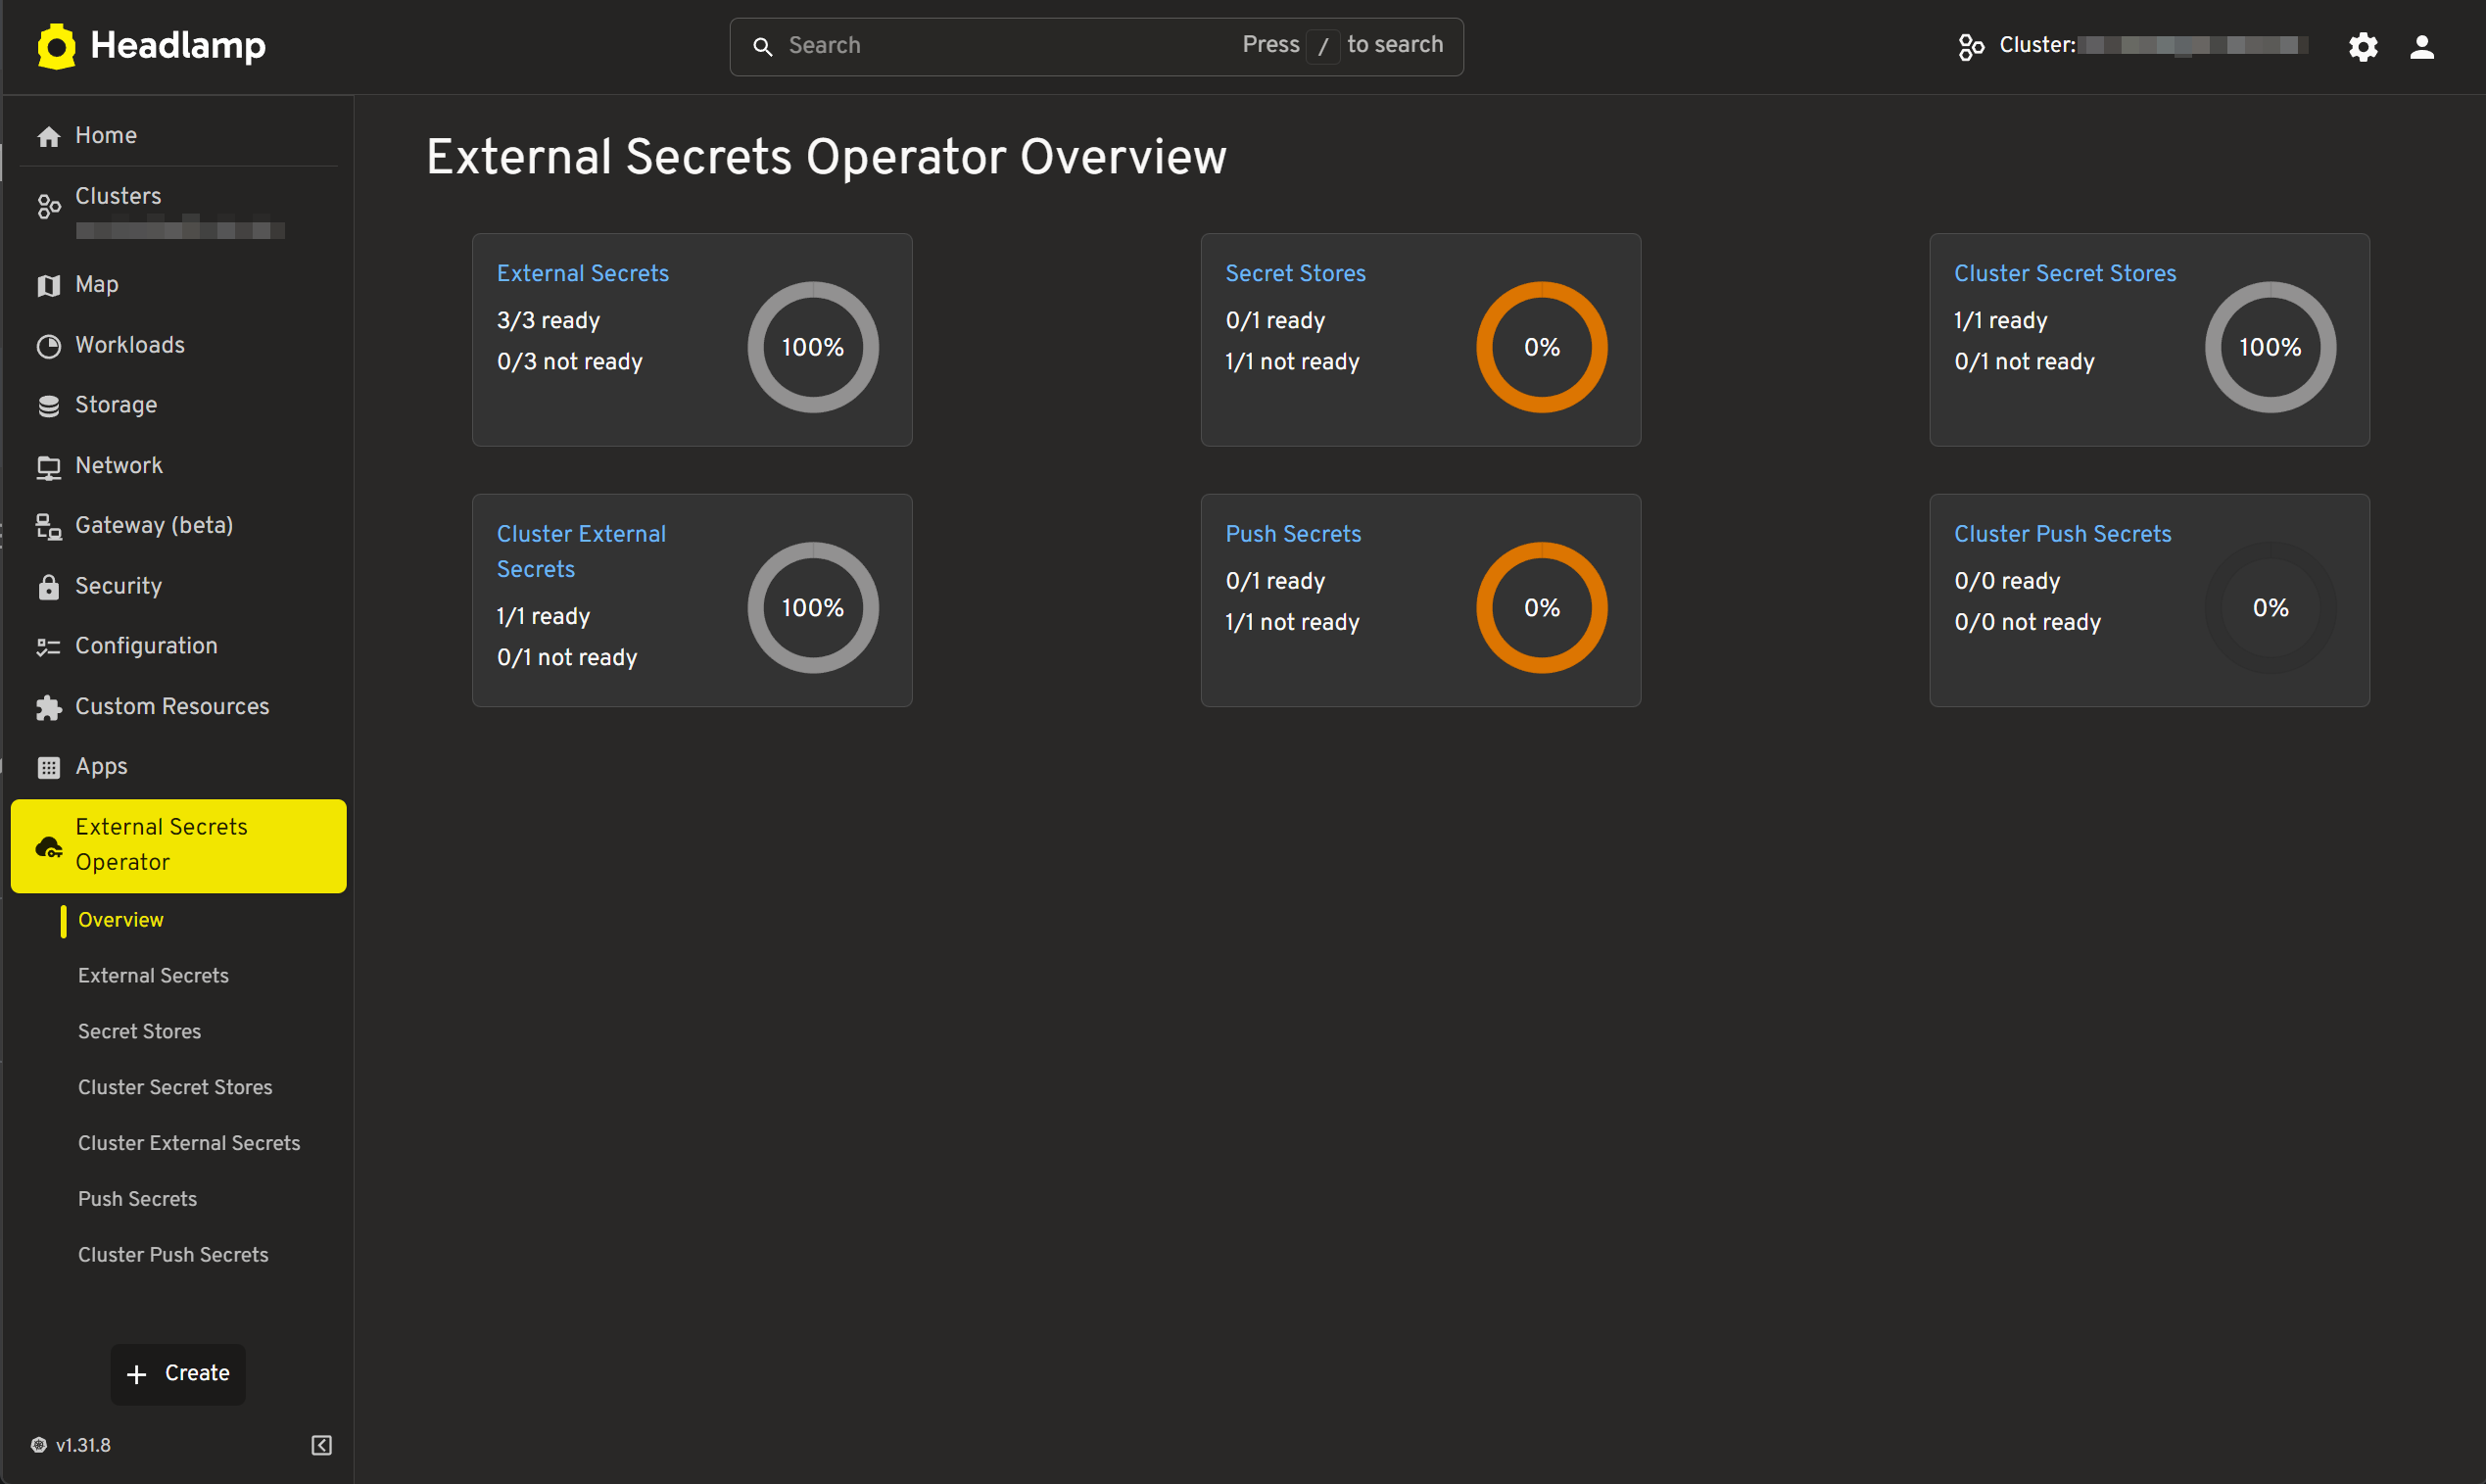 Headlamp
Search
Press / to search
Cluster:
Home
Clusters
Map
Workloads
Storage
Network
Gateway (beta)
Security
Configuration
Custom Resources
Apps
External Secrets
Operator
Overview
External Secrets
Secret Stores
Cluster Secret Stores
Cluster External Secrets
Push Secrets
Cluster Push Secrets
Create
v1.31.8
External Secrets Operator Overview
External Secrets
3/3 ready
0/3 not ready
100%
Secret Stores
0/1 ready
1/1 not ready
0%
Cluster Secret Stores
1/1 ready
0/1 not ready
100%
Cluster External
Secrets
1/1 ready
0/1 not ready
100%
Push Secrets
0/1 ready
1/1 not ready
0%
Cluster Push Secrets
0/0 ready
0/0 not ready
0%